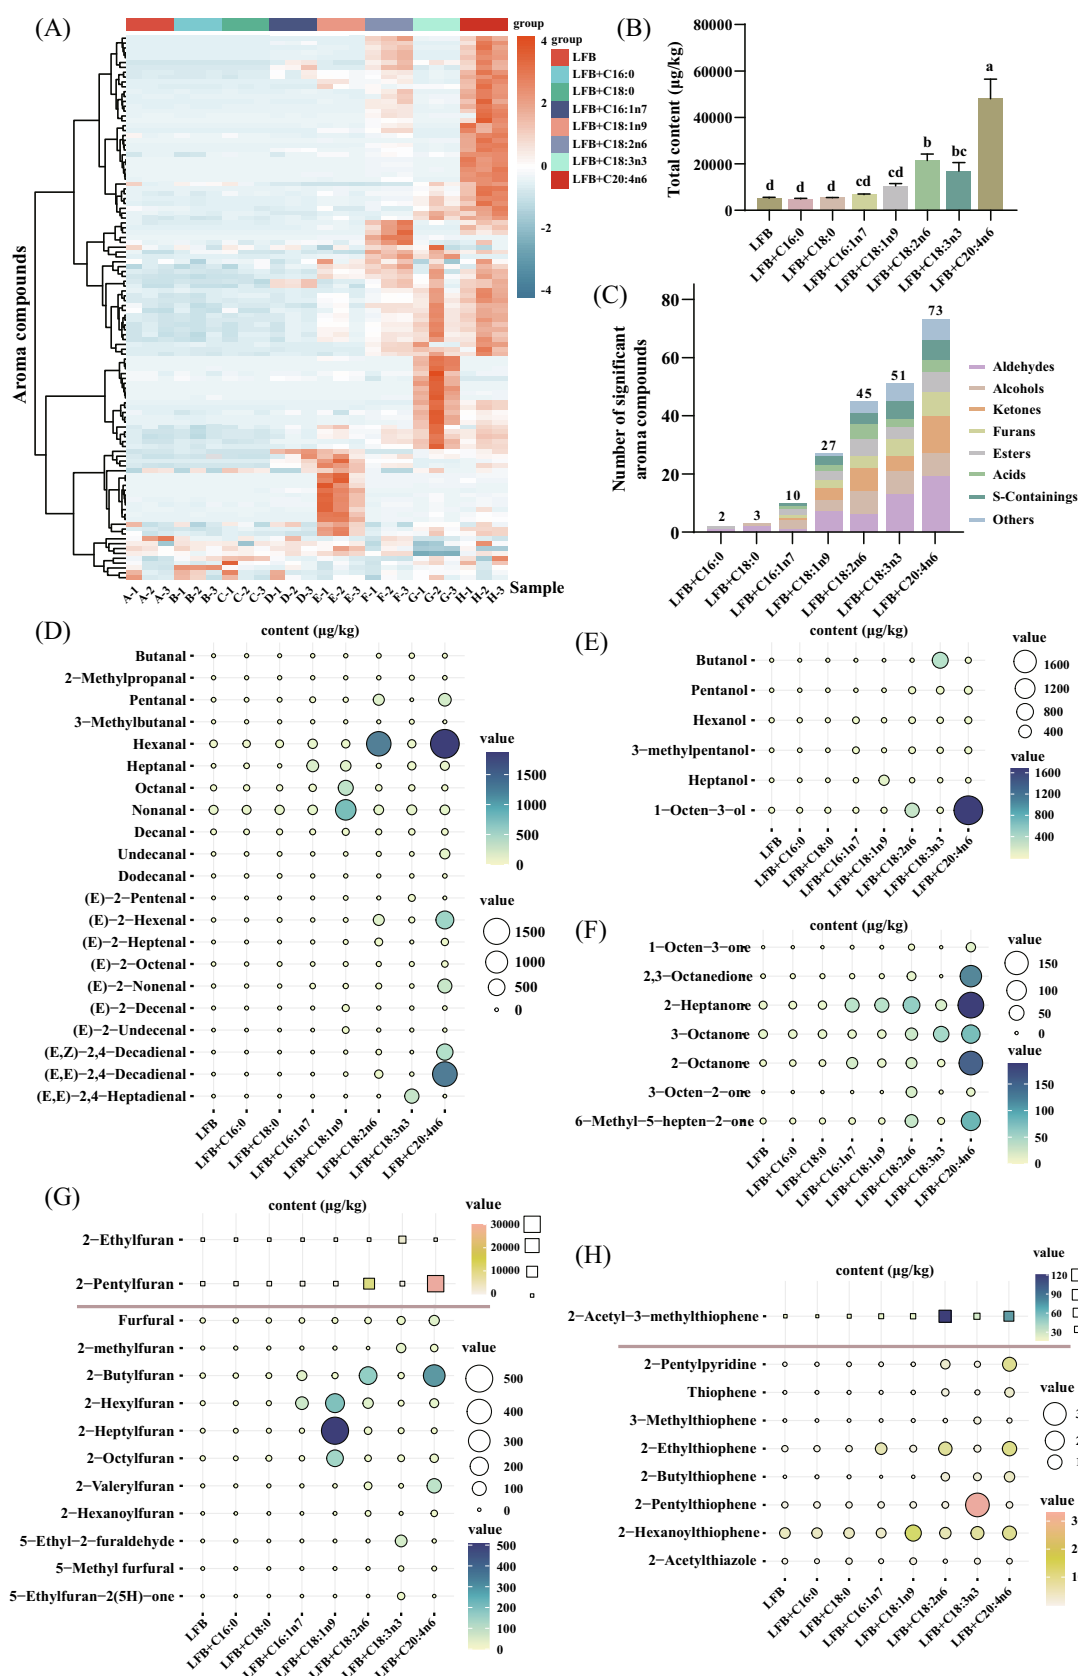 (A)
group
group
LFB
LFB+C16:0
LFB+C18:0
LFB+C16:1n7
LFB+C18:1n9
LFB+C18:2n6
LFB+C18:3n3
LFB+C20:4n6
4
2
0
-2
-4
Aroma compounds
A-1
A-2
A-3
B-1
B-2
B-3
C-1
C-2
C-3
D-1
D-2
D-3
E-1
E-2
E-3
F-1
F-2
F-3
G-1
G-2
G-3
H-1
H-2
H-3
Sample
(B)
Total content (μg/kg)
80000
60000
40000
20000
0
d
d
d
cd
cd
b
bc
a
LFB
LFB+C16:0
LFB+C18:0
LFB+C16:1n7
LFB+C18:1n9
LFB+C18:2n6
LFB+C18:3n3
LFB+C20:4n6
(C)
Number of significant
aroma compounds
80
60
40
20
0
2
3
10
27
45
51
73
LFB+C16:0
LFB+C18:0
LFB+C16:1n7
LFB+C18:1n9
LFB+C18:2n6
LFB+C18:3n3
LFB+C20:4n6
Aldehydes
Alcohols
Ketones
Furans
Esters
Acids
S-Containings
Others
(D)
content (μg/kg)
Butanal
2−Methylpropanal
Pentanal
3−Methylbutanal
Hexanal
Heptanal
Octanal
Nonanal
Decanal
Undecanal
Dodecanal
(E)−2−Pentenal
(E)−2−Hexenal
(E)−2−Heptenal
(E)−2−Octenal
(E)−2−Nonenal
(E)−2−Decenal
(E)−2−Undecenal
(E,Z)−2,4−Decadienal
(E,E)−2,4−Decadienal
(E,E)−2,4−Heptadienal
LFB
LFB+C16:0
LFB+C18:0
LFB+C16:1n7
LFB+C18:1n9
LFB+C18:2n6
LFB+C18:3n3
LFB+C20:4n6
value
1500
1000
500
0
value
1500
1000
500
0
(E)
content (μg/kg)
Butanol
Pentanol
Hexanol
3−methylpentanol
Heptanol
1−Octen−3−ol
LFB
LFB+C16:0
LFB+C18:0
LFB+C16:1n7
LFB+C18:1n9
LFB+C18:2n6
LFB+C18:3n3
LFB+C20:4n6
value
1600
1200
800
400
value
1600
1200
800
400
(F)
content (μg/kg)
1−Octen−3−one
2,3−Octanedione
2−Heptanone
3−Octanone
2−Octanone
3−Octen−2−one
6−Methyl−5−hepten−2−one
LFB
LFB+C16:0
LFB+C18:0
LFB+C16:1n7
LFB+C18:1n9
LFB+C18:2n6
LFB+C18:3n3
LFB+C20:4n6
value
150
100
50
0
value
150
100
50
0
(G)
content (μg/kg)
2−Ethylfuran
2−Pentylfuran
Furfural
2−methylfuran
2−Butylfuran
2−Hexylfuran
2−Heptylfuran
2−Octylfuran
2−Valerylfuran
2−Hexanoylfuran
5−Ethyl−2−furaldehyde
5−Methyl furfural
5−Ethylfuran−2(5H)−one
LFB
LFB+C16:0
LFB+C18:0
LFB+C16:1n7
LFB+C18:1n9
LFB+C18:2n6
LFB+C18:3n3
LFB+C20:4n6
value
30000
20000
10000
0
value
500
400
300
200
100
0
value
500
400
300
200
100
0
(H)
content (μg/kg)
2−Acetyl−3−methylthiophene
2−Pentylpyridine
Thiophene
3−Methylthiophene
2−Ethylthiophene
2−Butylthiophene
2−Pentylthiophene
2−Hexanoylthiophene
2−Acetylthiazole
LFB
LFB+C16:0
LFB+C18:0
LFB+C16:1n7
LFB+C18:1n9
LFB+C18:2n6
LFB+C18:3n3
LFB+C20:4n6
value
120
90
60
30
value
value